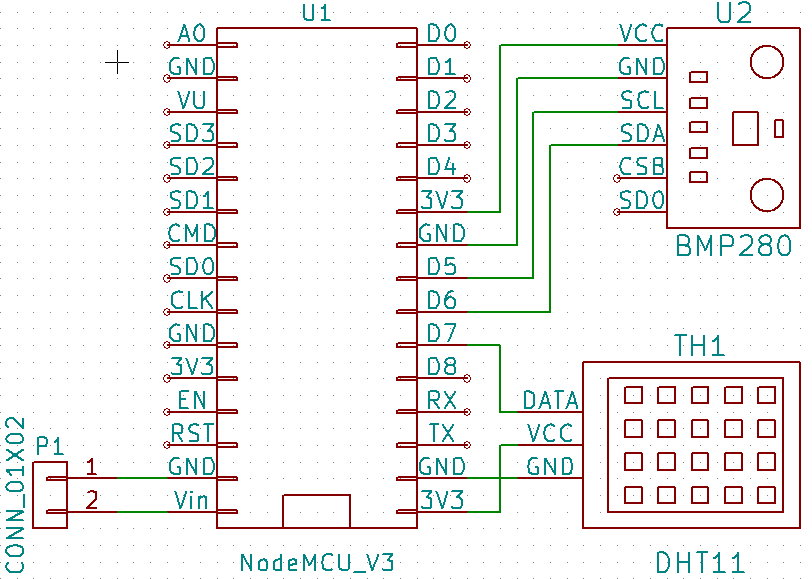 U1
U2
A0
GND
VU
SD3
SD2
SD1
CMD
SD0
CLK
GND
3V3
EN
RST
GND
Vin
D0
D1
D2
D3
D4
3V3
GND
D5
D6
D7
D8
RX
TX
GND
3V3
NodeMCU_V3
VCC
GND
SCL
SDA
CSB
SDO
BMP280
TH1
DATA
VCC
GND
DHT11
P1
1
2
CONN_01X02